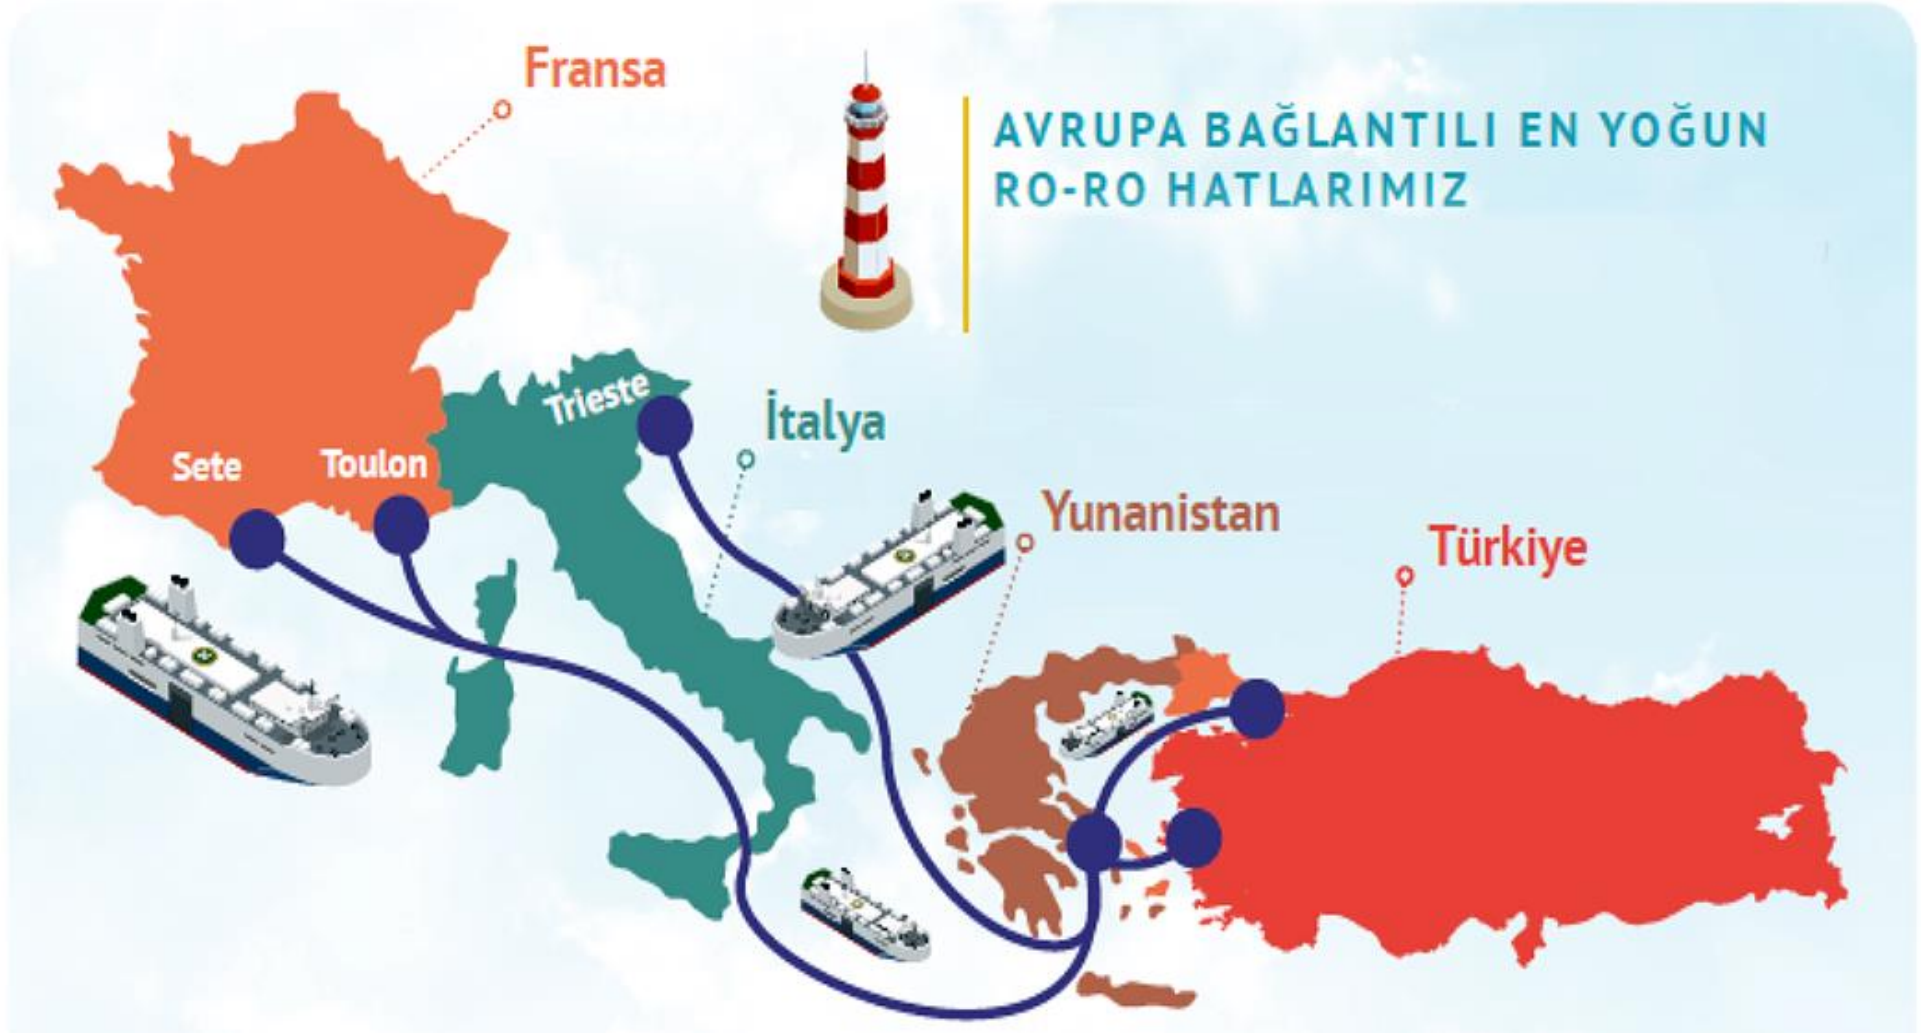 Fransa
AVRUPA BAĞLANTILI EN YOĞUN
RO-RO HATLARIMIZ
Trieste
İtalya
Sete
Toulon
Yunanistan
Türkiye